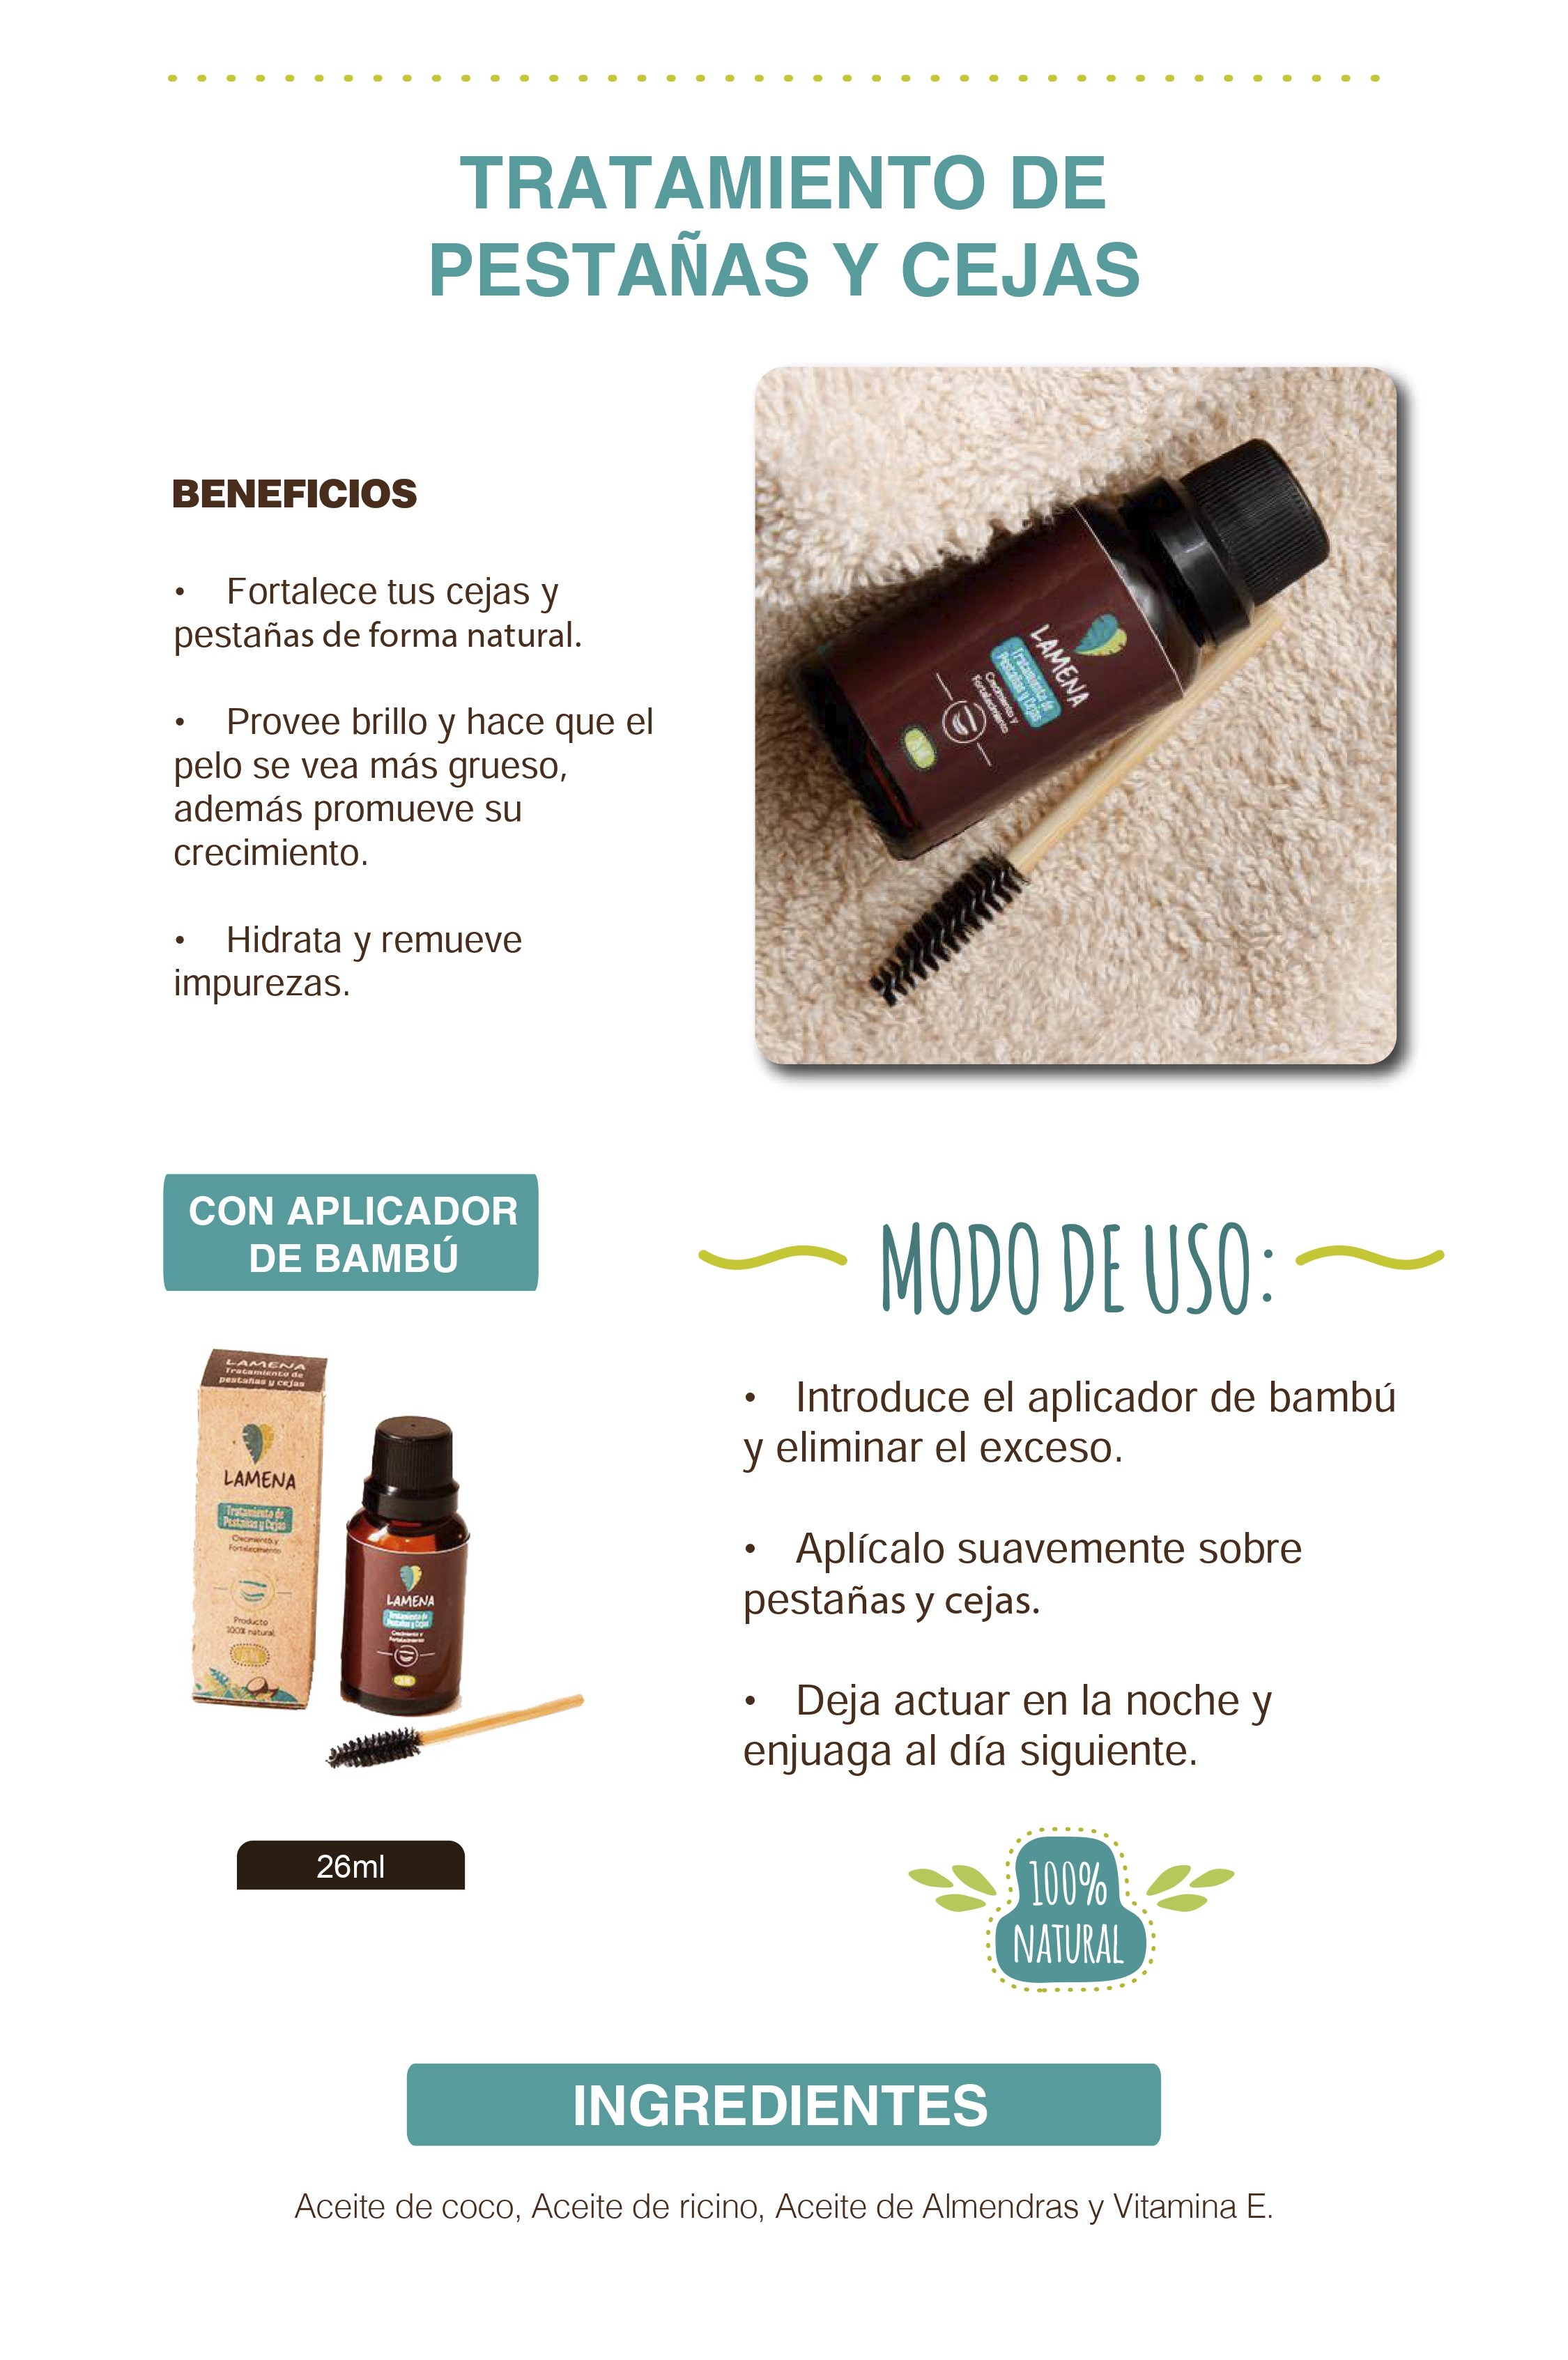 TRATAMIENTO DE
PESTAÑAS Y CEJAS
BENEFICIOS
• Fortalece tus cejas y
pestañas de forma natural.
• Provee brillo y hace que el
pelo se vea más grueso,
además promueve su
crecimiento.
• Hidrata y remueve
impurezas.
LAMENA
Tratamiento de
Pestañas y Cejas
Crecimiento y
Fortalecimiento
CON APLICADOR
DE BAMBÚ
LAMENA
Tratamiento de
pestañas y cejas
LAMENA
Tratamiento de
Pestañas y Cejas
Crecimiento y
Fortalecimiento
Producto
100% natural
LAMENA
Tratamiento de
Pestañas y Cejas
Crecimiento y
Fortalecimiento
26ml
MODO DE USO:
• Introduce el aplicador de bambú
y eliminar el exceso.
• Aplícalo suavemente sobre
pestañas y cejas.
• Deja actuar en la noche y
enjuaga al día siguiente.
100%
NATURAL
INGREDIENTES
Aceite de coco, Aceite de ricino, Aceite de Almendras y Vitamina E.